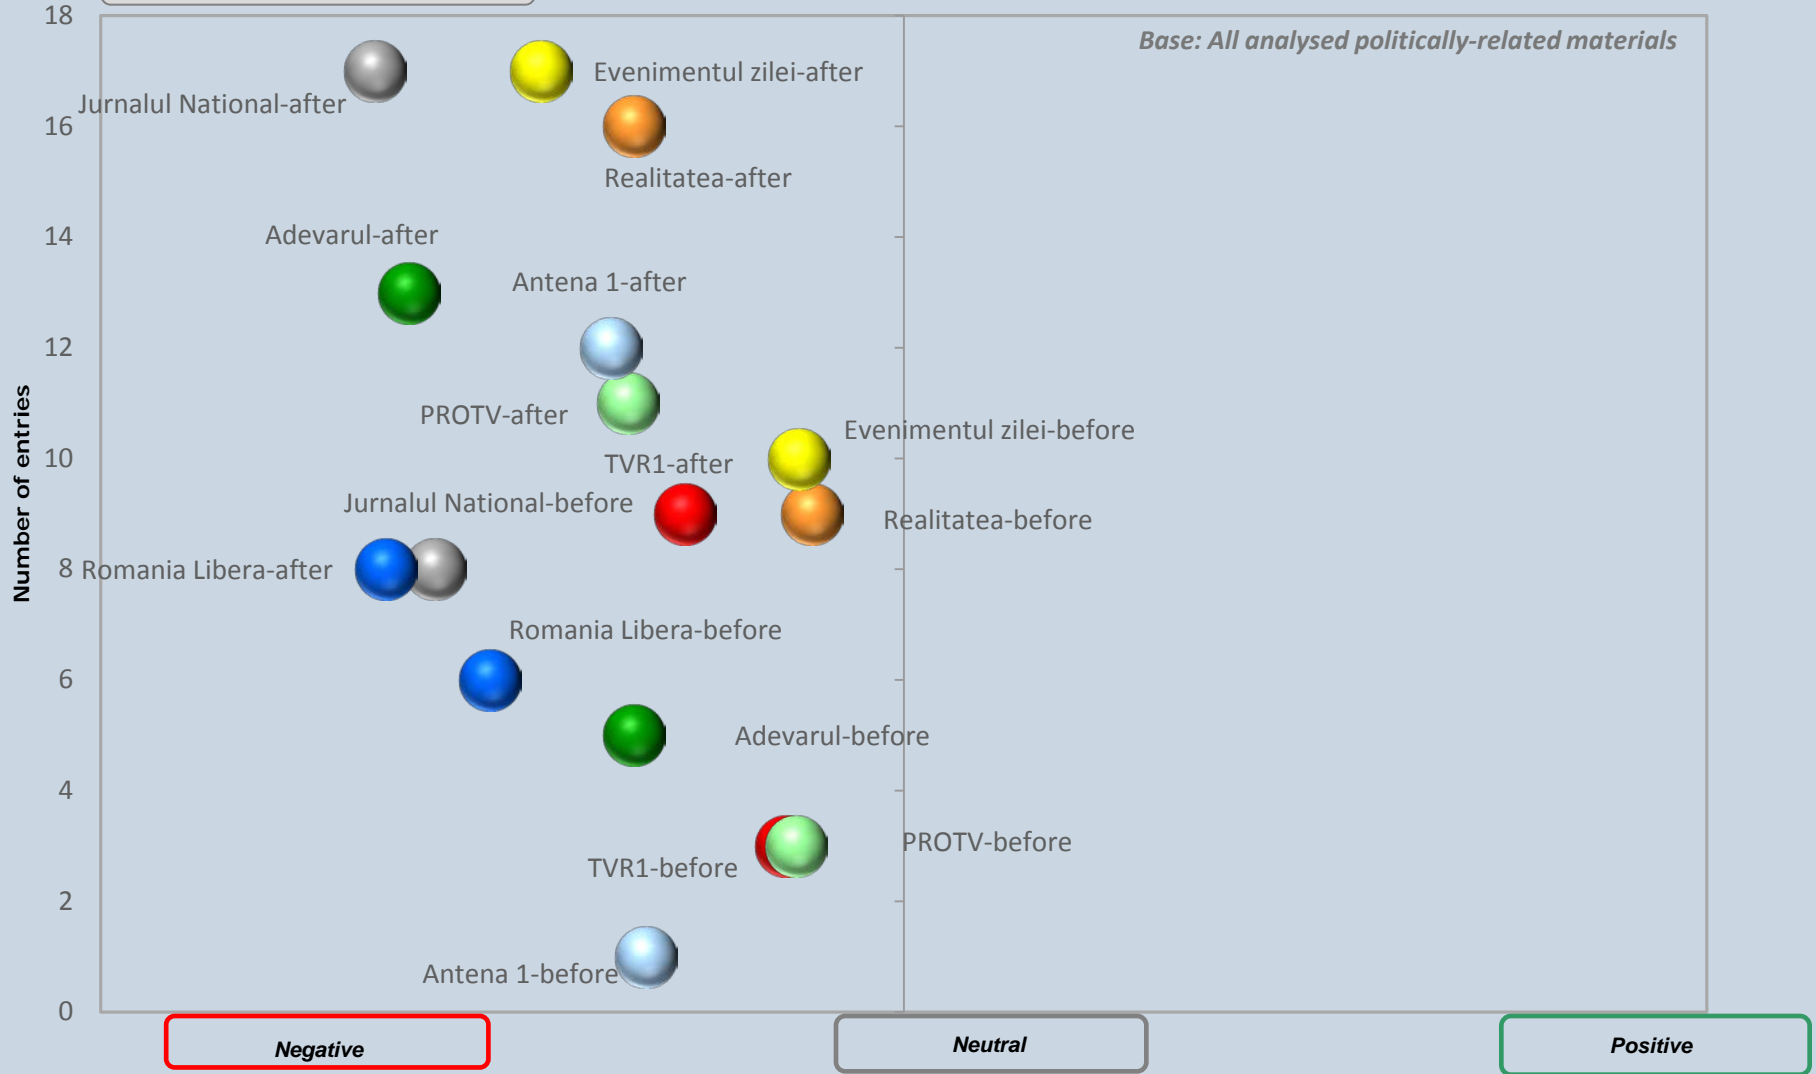 18
Base: All analysed politically-related materials
Evenimentul zilei-after
Jurnalul National-after
16
Realitatea-after
14
Adevarul-after
Antena 1-after
12
PROTV-after
Evenimentul zilei-before
10
TVR1-after
Jurnalul National-before
Realitatea-before
Number of entries
8
Romania Libera-after
Romania Libera-before
6
Adevarul-before
4
PROTV-before
TVR1-before
2
Antena 1-before
0
Negative
Neutral
Positive